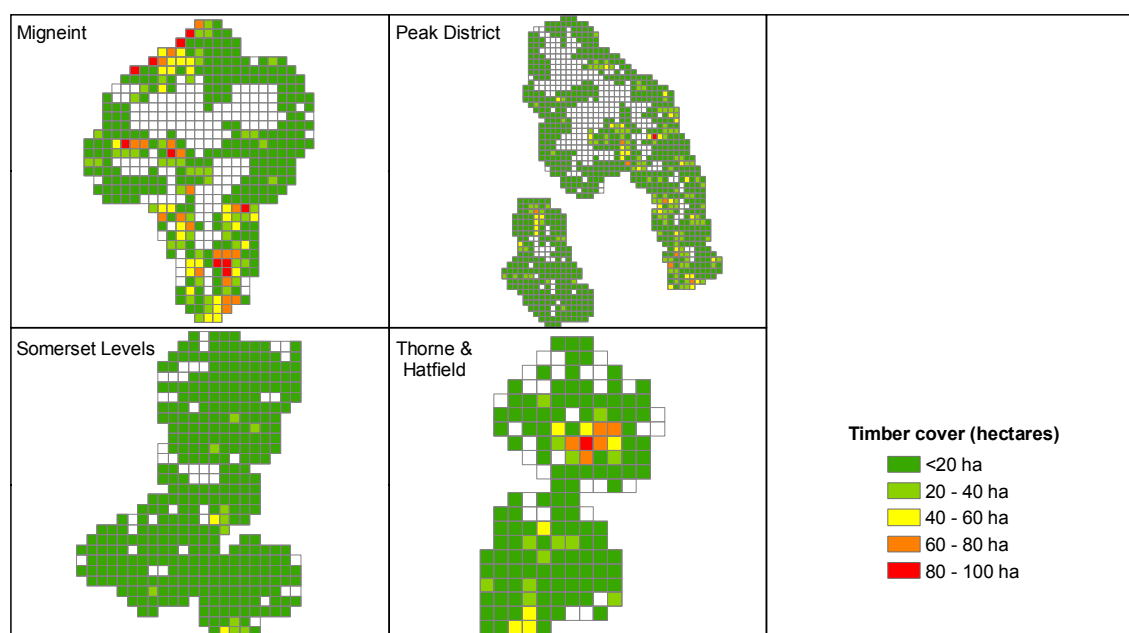 Migneint
Peak District
Somerset Levels
Thorne &
Hatfield
Timber cover (hectares)
<20 ha
20 - 40 ha
40 - 60 ha
60 - 80 ha
80 - 100 ha